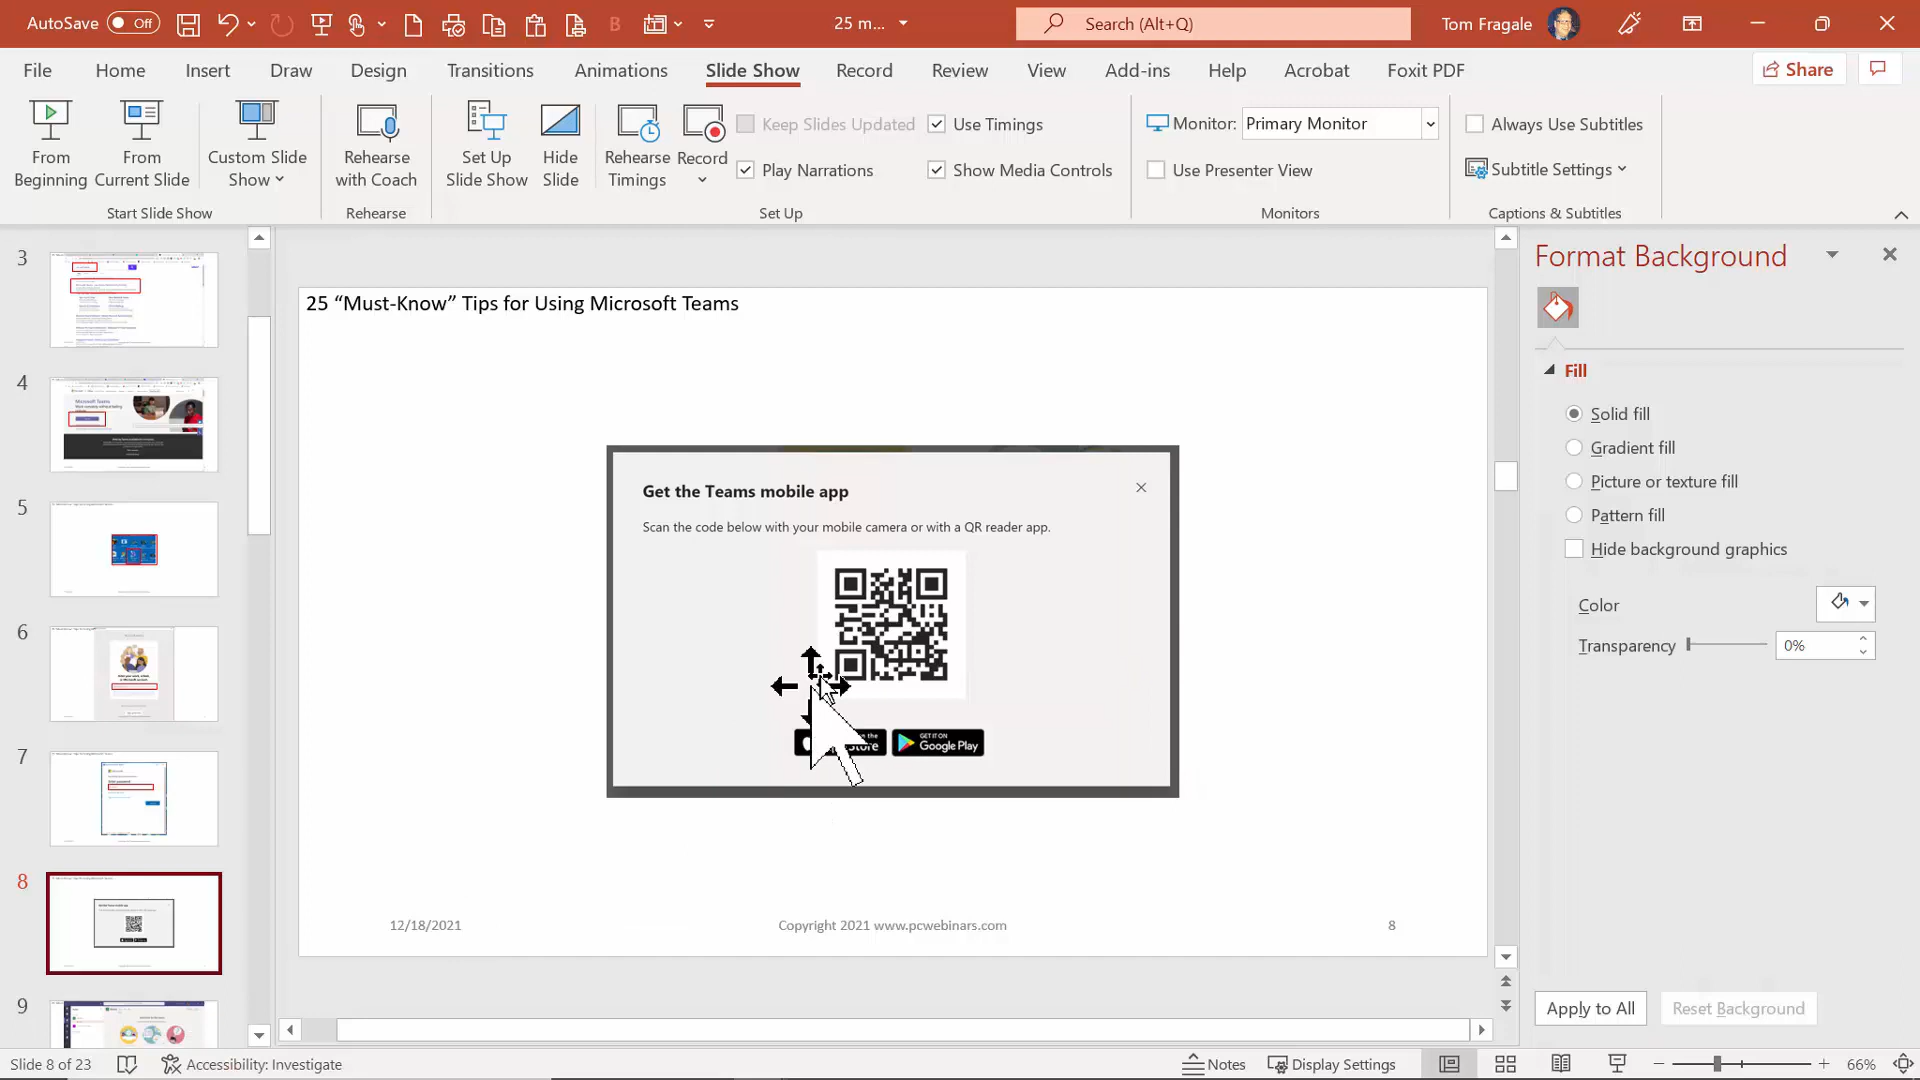 AutoSave Off
25 m...
Search (Alt+Q)
Tom Fragale
File Home Insert Draw Design Transitions Animations Slide Show Record Review View Add-ins Help Acrobat Foxit PDF
Share
From Beginning
From Current Slide
Custom Slide Show
Rehearse with Coach
Set Up Slide Show
Hide Slide
Rehearse Timings
Record
Keep Slides Updated
Use Timings
Play Narrations
Show Media Controls
Monitor: Primary Monitor
Use Presenter View
Always Use Subtitles
Subtitle Settings
Start Slide Show
Rehearse
Set Up
Monitors
Captions & Subtitles
3
4
5
6
7
8
9
25 “Must-Know” Tips for Using Microsoft Teams
Get the Teams mobile app
Scan the code below with your mobile camera or with a QR reader app.
GET IT ON
Google Play
12/18/2021
Copyright 2021 www.pcwebinars.com
8
Format Background
Fill
Solid fill
Gradient fill
Picture or texture fill
Pattern fill
Hide background graphics
Color
Transparency 0%
Apply to All
Reset Background
Slide 8 of 23
Accessibility: Investigate
Notes
Display Settings
66%